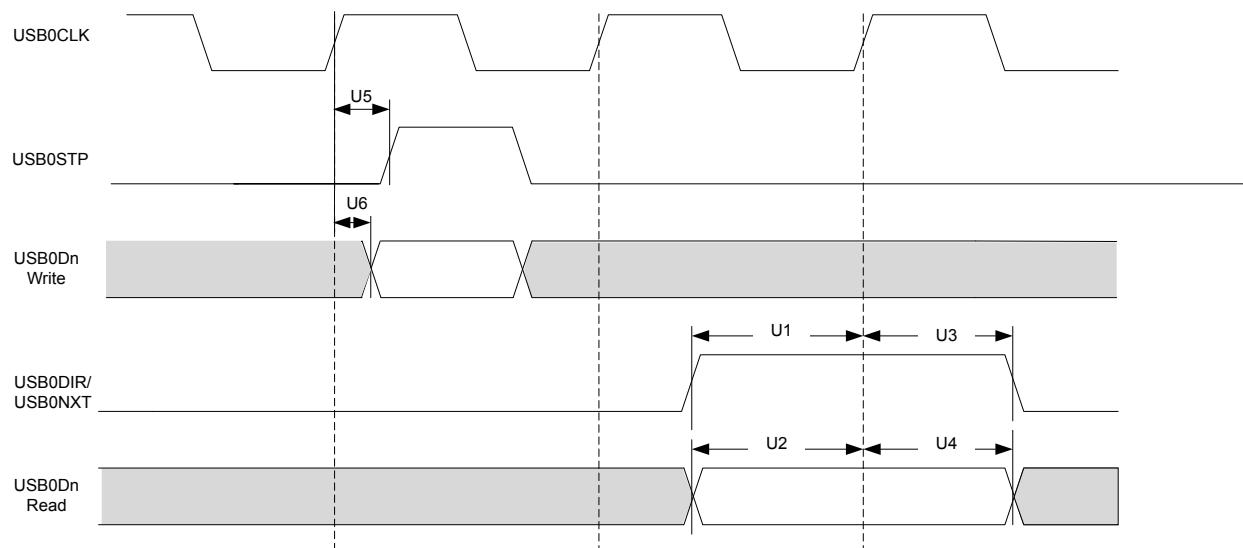 USB0CLK
U5
USB0STP
U6
USB0Dn
Write
U1
U3
USB0DIR/
USB0NXT
U2
U4
USB0Dn
Read